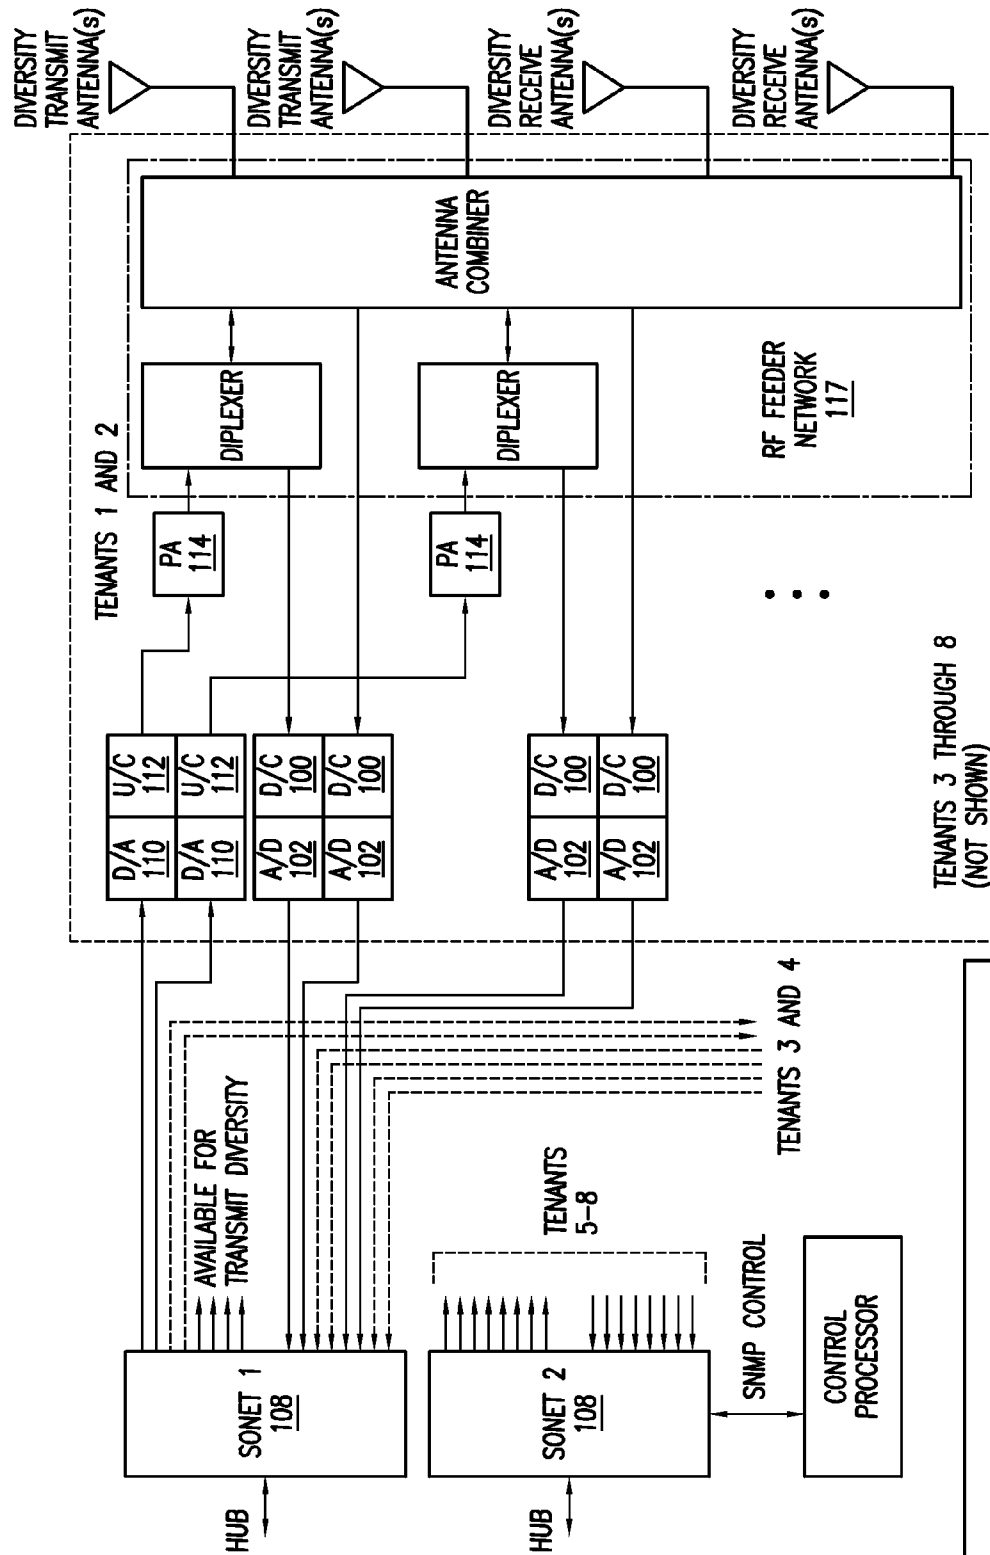 DIVERSITY
TRANSMIT
ANTENNA(s)
DIVERSITY
TRANSMIT
ANTENNA(s)
DIVERSITY
RECEIVE
ANTENNA(s)
DIVERSITY
RECEIVE
ANTENNA(s)
ANTENNA
COMBINER
TENANTS 1 AND 2
DIPLEXER
DIPLEXER
RF FEEDER
NETWORK
117
PA
114
PA
114
U/C
112
U/C
112
D/C
100
D/C
100
D/C
100
D/C
100
D/A
110
D/A
110
A/D
102
A/D
102
A/D
102
A/D
102
TENANTS 3 THROUGH 8
(NOT SHOWN)
AVAILABLE FOR
TRANSMIT DIVERSITY
TENANTS 3 AND 4
TENANTS
5-8
SONET 1
108
SONET 2
108
SNMP CONTROL
CONTROL
PROCESSOR
HUB
HUB